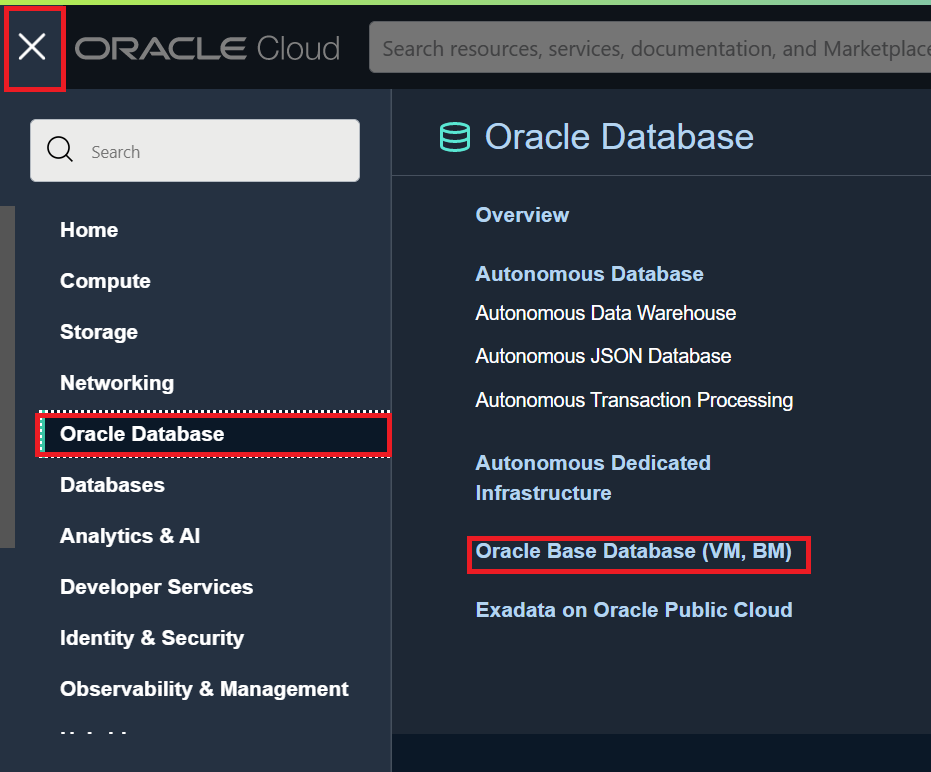 ORACLE Cloud
Search resources, services, documentation, and Marketplace
Search
Home
Compute
Storage
Networking
Oracle Database
Databases
Analytics & AI
Developer Services
Identity & Security
Observability & Management
Oracle Database
Overview
Autonomous Database
Autonomous Data Warehouse
Autonomous JSON Database
Autonomous Transaction Processing
Autonomous Dedicated
Infrastructure
Oracle Base Database (VM, BM)
Exadata on Oracle Public Cloud